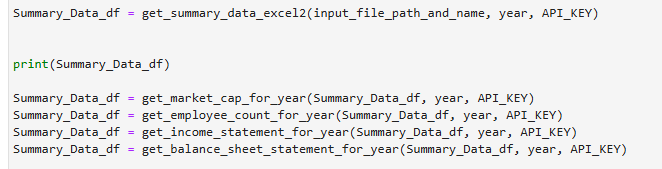 Summary_Data_df = get_summary_data_excel2(input_file_path_and_name, year, API_KEY)
print(Summary_Data_df)
Summary_Data_df = get_market_cap_for_year(Summary_Data_df, year, API_KEY)
Summary_Data_df = get_employee_count_for_year(Summary_Data_df, year, API_KEY)
Summary_Data_df = get_income_statement_for_year(Summary_Data_df, year, API_KEY)
Summary_Data_df = get_balance_sheet_statement_for_year(Summary_Data_df, year, API_KEY)